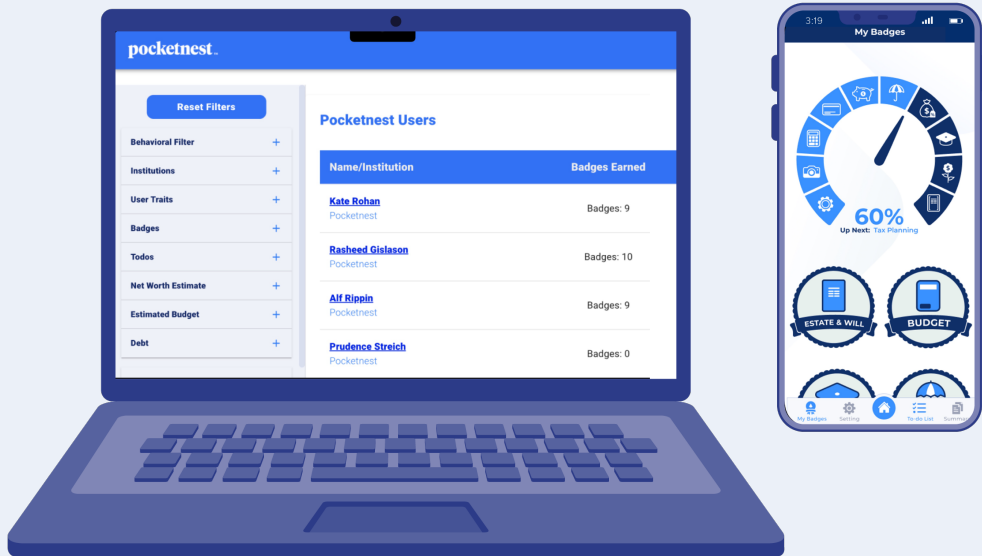 pocketnest™
Reset Filters
Behavioral Filter +
Institutions +
User Traits +
Badges +
Todos +
Net Worth Estimate +
Estimated Budget +
Debt +
Pocketnest Users
Name/Institution Badges Earned
Kate Rohan
Pocketnest
Badges: 9
Rasheed Gislason
Pocketnest
Badges: 10
Alf Rippin
Pocketnest
Badges: 9
Prudence Streich
Pocketnest
Badges: 0
3:19
My Badges
60%
Up Next: Tax Planning
ESTATE & WILL
BUDGET
My Badges Setting To-do List Summar